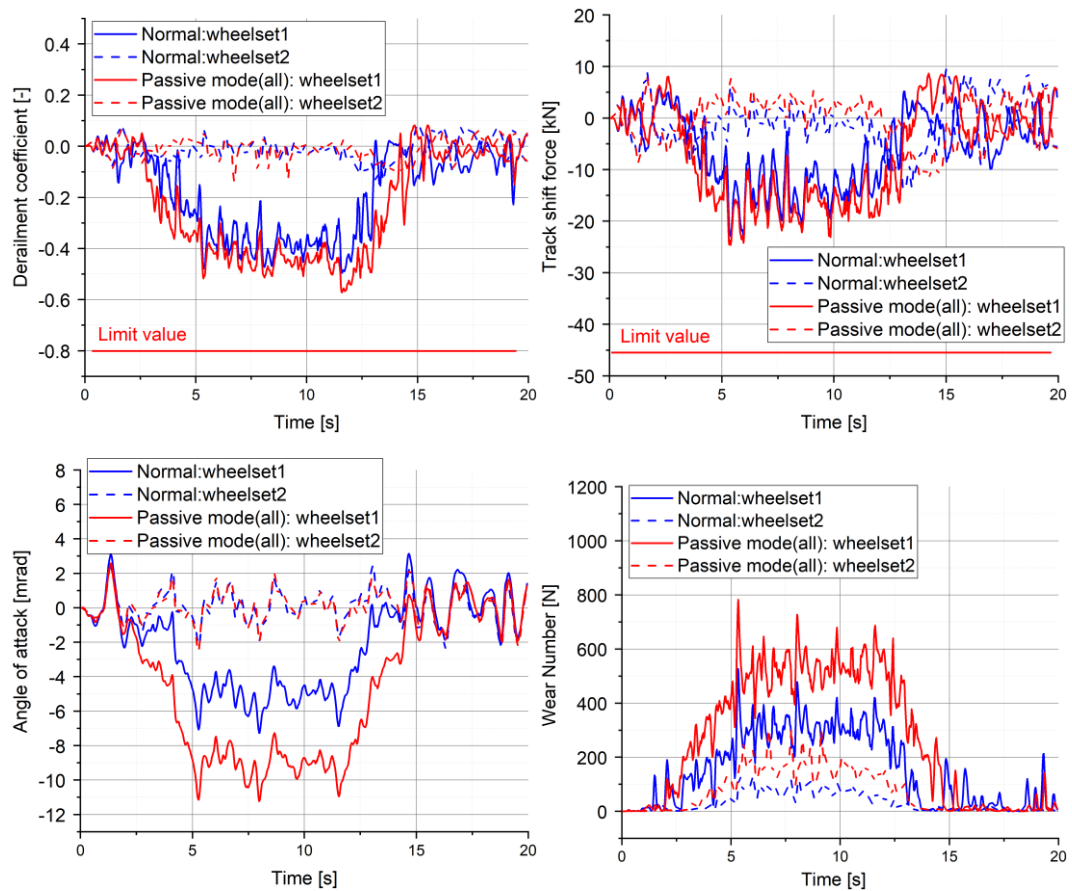 Derailment coefficient [-]
0.4
0.2
0.0
-0.2
-0.4
-0.6
-0.8
Normal:wheelset1
Normal:wheelset2
Passive mode(all): wheelset1
Passive mode(all): wheelset2
Limit value
0 5 10 15 20
Time [s]
Track shift force [kN]
20
10
0
-10
-20
-30
-40
-50
Normal:wheelset1
Normal:wheelset2
Passive mode(all): wheelset1
Passive mode(all): wheelset2
Limit value
0 5 10 15 20
Time [s]
Angle of attack [mrad]
8
6
4
2
0
-2
-4
-6
-8
-10
-12
Normal:wheelset1
Normal:wheelset2
Passive mode(all): wheelset1
Passive mode(all): wheelset2
0 5 10 15 20
Time [s]
Wear Number [N]
1200
1000
800
600
400
200
0
Normal:wheelset1
Normal:wheelset2
Passive mode(all): wheelset1
Passive mode(all): wheelset2
0 5 10 15 20
Time [s]